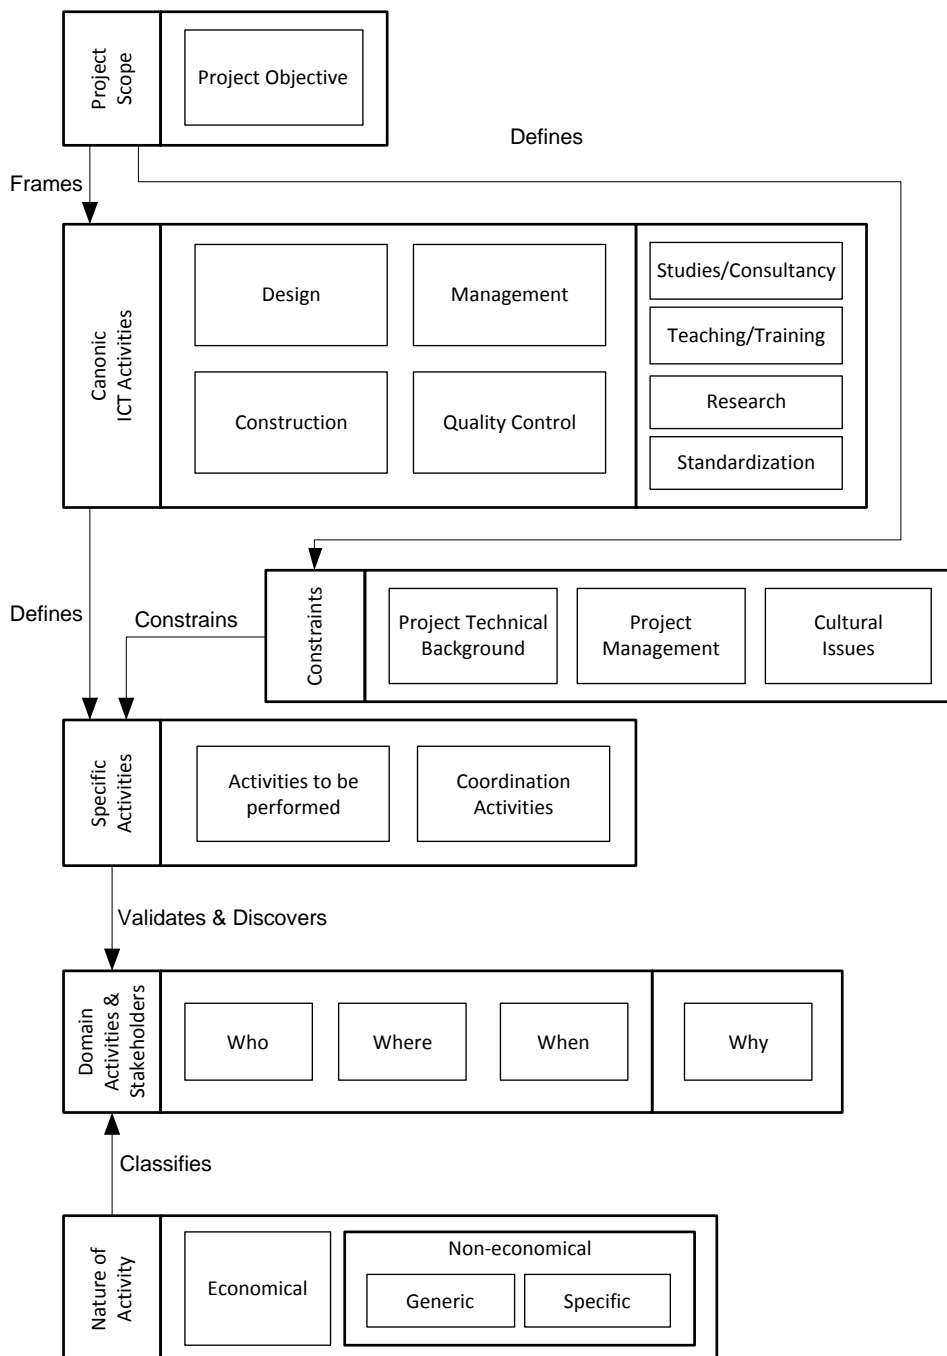 Project
Scope
Project Objective
Defines
Frames
Canonic
ICT Activities
Design
Management
Studies/Consultancy
Teaching/Training
Construction
Quality Control
Research
Standardization
Defines
Constrains
Constraints
Project Technical
Background
Project
Management
Cultural
Issues
Specific
Activities
Activities to be
performed
Coordination
Activities
Validates & Discovers
Domain
Activities &
Stakeholders
Who
Where
When
Why
Classifies
Nature of
Activity
Economical
Non-economical
Generic
Specific